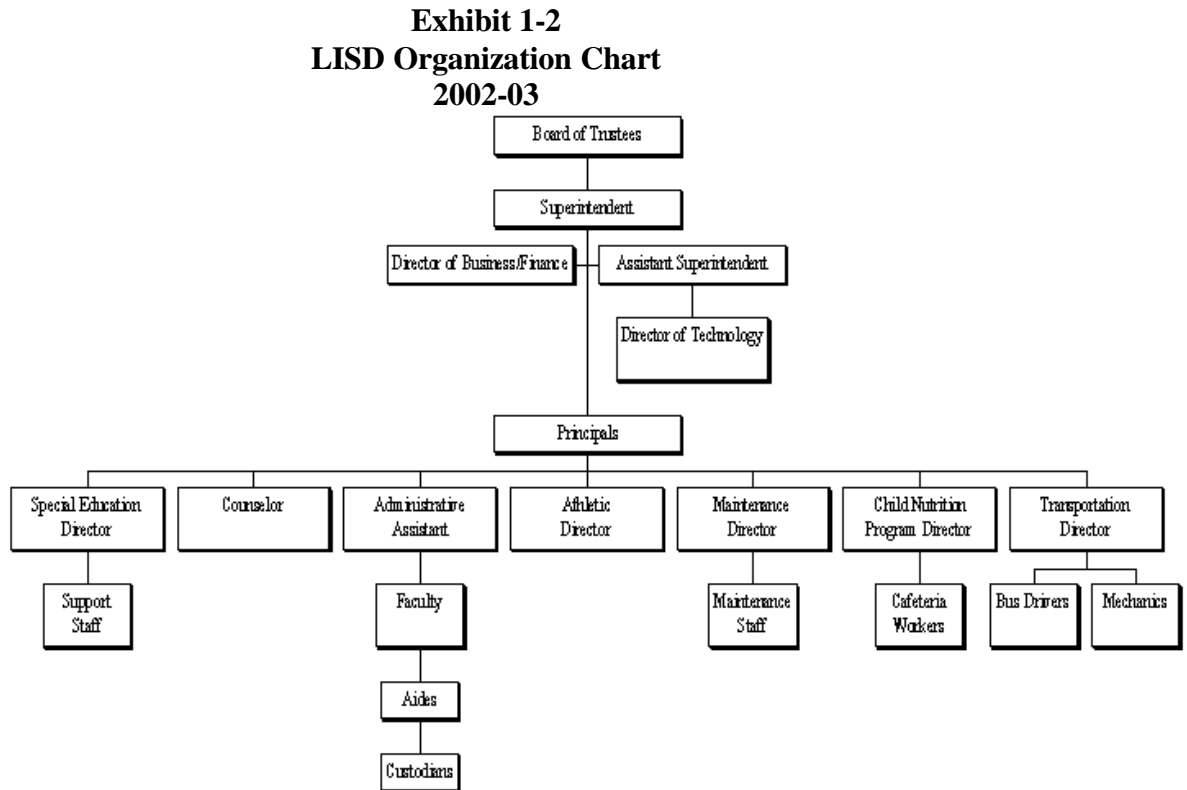 Exhibit 1-2
LISD Organization Chart
2002-03
Board of Trustees
Superintendent
Director of Business/Finance
Assistant Superintendent
Director of Technology
Principals
Special Education
Director
Counselor
Administrative
Assistant
Athletic
Director
Maintenance
Director
Child Nutrition
Program Director
Transportation
Director
Support
Staff
Faculty
Maintenance
Staff
Cafeteria
Workers
Bus Drivers
Mechanics
Aides
Custodians